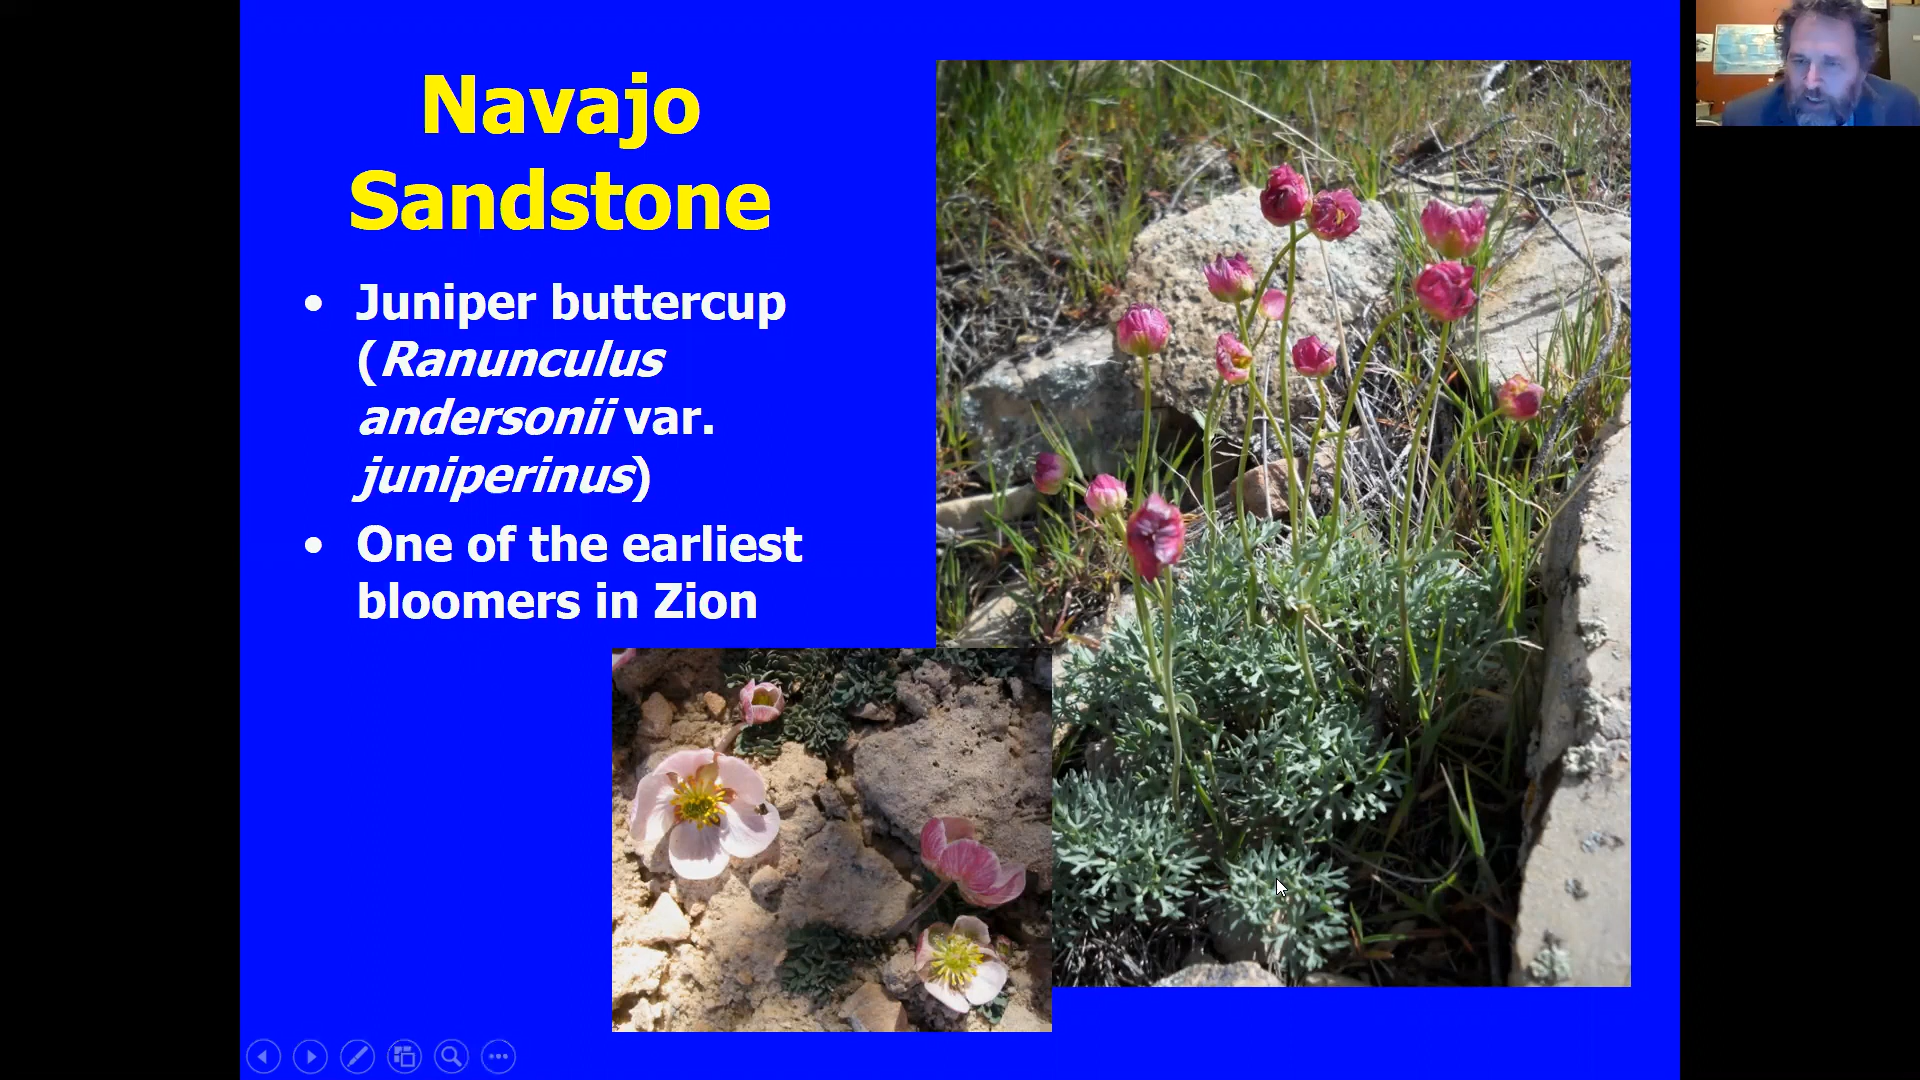 Navajo
Sandstone
• Juniper buttercup
(Ranunculus
andersonii var.
juniperinus)
• One of the earliest
bloomers in Zion